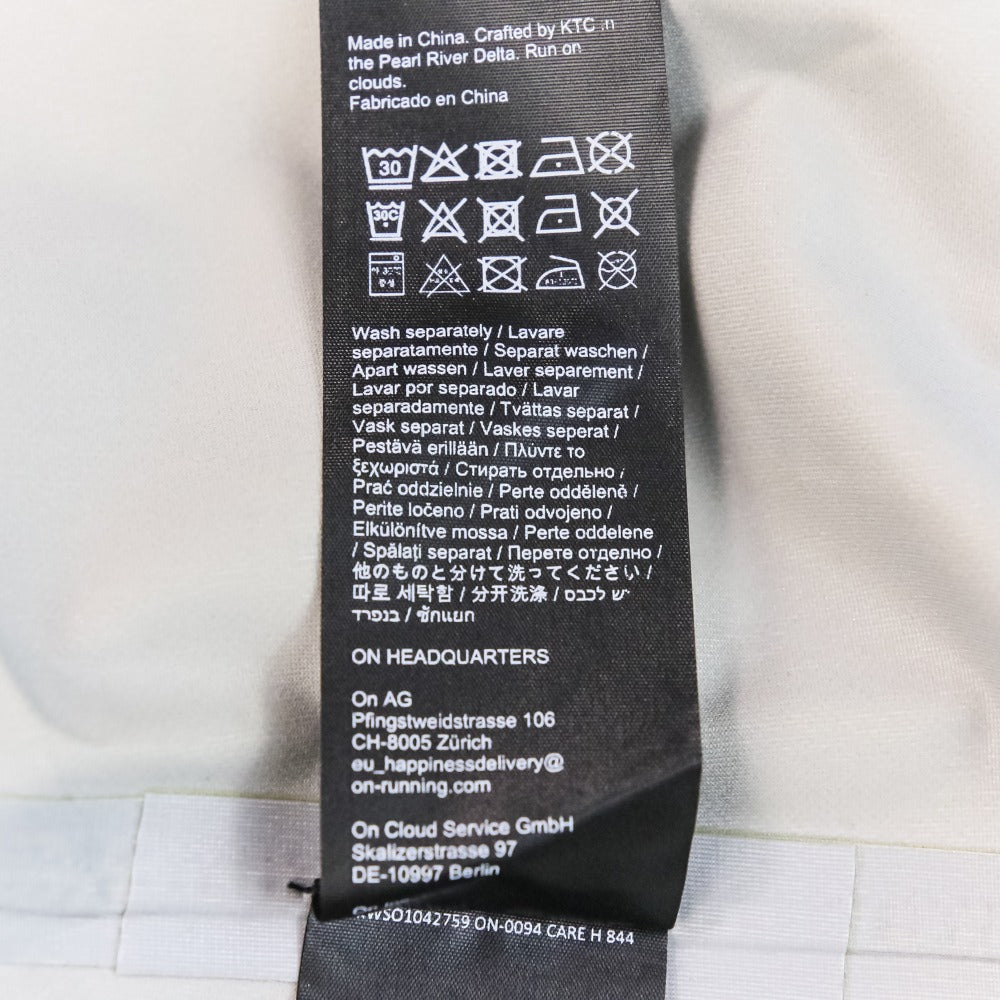 Made in China. Crafted by KTC in
the Pearl River Delta. Run on
clouds.
Fabricado en China
30
30C
Wash separately / Lavare
separatamente / Separat waschen /
Apart wassen / Laver separement /
Lavar por separado / Lavar
separadamente / Tvättas separat /
Vask separat / Vaskes seperat /
Pestävä erillään / Πλύντε το
ξεχωριστά / Стирать отдельно /
Prać oddzielnie / Perte odděleně /
Perite ločeno / Prati odvojeno /
Elkülönítve mossa / Perte oddelene
/ Spălați separat / Перете отделно /
他のものと分けて洗ってください /
따로 세탁함 / 分开洗涤 / יש לכבס
בנפרד / ซักแยก
ON HEADQUARTERS
On AG
Pfingstweidstrasse 106
CH-8005 Zürich
eu_happinessdelivery@
on-running.com
On Cloud Service GmbH
Skalizerstrasse 97
DE-10997 Berlin
ON-0094 CARE H 844